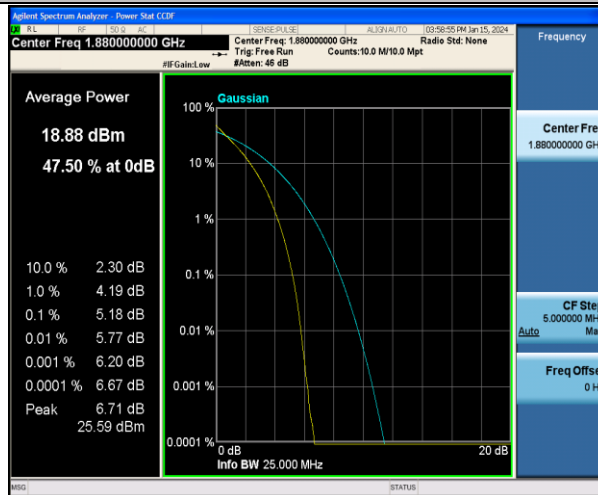 Agilent Spectrum Analyzer - Power Stat CCDF
RL RF 50 Ω AC SENSE:PULSE ALIGN AUTO 03:58:55 PM Jan 15, 2024
Center Freq 1.880000000 GHz
Center Freq: 1.880000000 GHz Radio Std: None
Trig: Free Run Counts:10.0 M/10.0 Mpt
#IFGain:Low #Atten: 46 dB
Frequency
Average Power
18.88 dBm
47.50 % at 0dB
10.0 % 2.30 dB
1.0 % 4.19 dB
0.1 % 5.18 dB
0.01 % 5.77 dB
0.001 % 6.20 dB
0.0001 % 6.67 dB
Peak 6.71 dB
25.59 dBm
Gaussian
100 %
10 %
1 %
0.1 %
0.01 %
0.001 %
0.0001 %
0 dB 20 dB
Info BW 25.000 MHz
Center Fre
1.880000000 GH
CF Ste
5.000000 MH
Auto Ma
Freq Offse
0 H
MSG STATUS